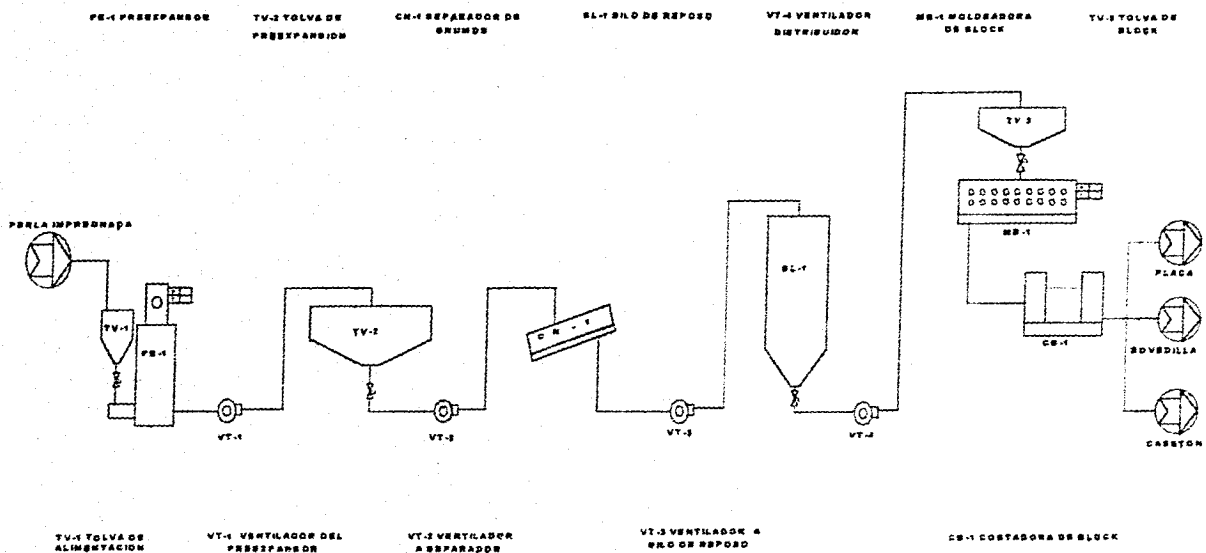 PE-1 PREEXPANSOR
TV-2 TOLVA DE
PREEXPANSION
CN-1 SEPARADOR DE
GRUMOS
SL-1 SILO DE REPOSO
VT-4 VENTILADOR
DISTRIBUIDOR
MB-1 MOLDEADORA
DE BLOCK
TV-3 TOLVA DE
BLOCK
TV-3
PERLA IMPREGNADA
MB-1
SL-1
PLACA
TV-1
TV-2
CN-1
PE-1
CB-1
BOVEDILLA
VT-1
VT-2
VT-3
VT-4
CASETON
TV-1 TOLVA DE
ALIMENTACION
VT-1 VENTILADOR DEL
PREEXPANSOR
VT-2 VENTILADOR
A SEPARADOR
VT-3 VENTILADOR A
SILO DE REPOSO
CB-1 CORTADORA DE BLOCK